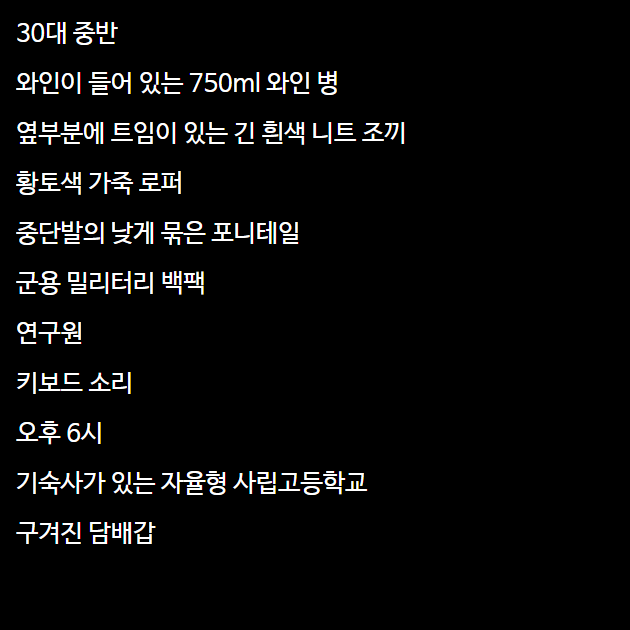 30대 중반
와인이 들어 있는 750ml 와인 병
옆부분에 트임이 있는 긴 흰색 니트 조끼
황토색 가죽 로퍼
중단발의 낮게 묶은 포니테일
군용 밀리터리 백팩
연구원
키보드 소리
오후 6시
기숙사가 있는 자율형 사립고등학교
구겨진 담배갑